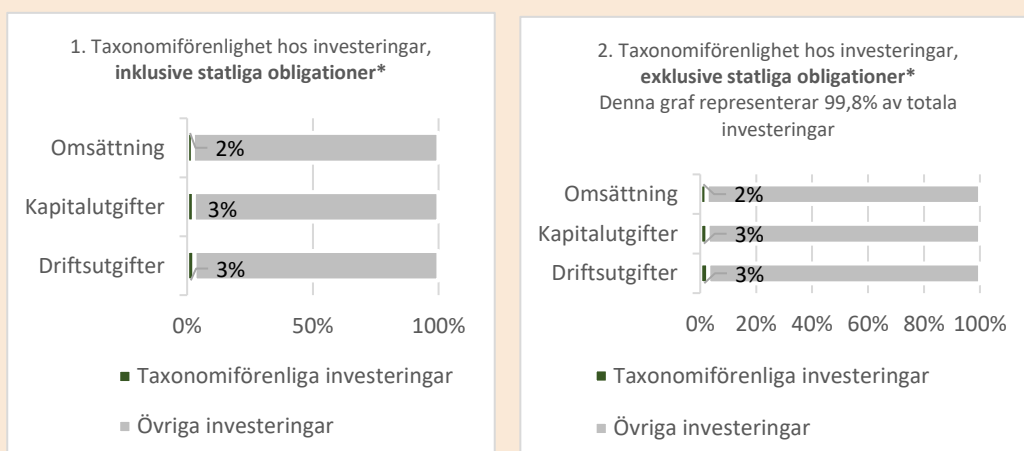 1. Taxonomiförenlighet hos investeringar,
inklusive statliga obligationer*
Omsättning
2%
Kapitalutgifter
3%
Driftsutgifter
3%
0% 50% 100%
Taxonomiförenliga investeringar
Övriga investeringar
2. Taxonomiförenlighet hos investeringar,
exklusive statliga obligationer*
Denna graf representerar 99,8% av totala
investeringar
Omsättning
2%
Kapitalutgifter
3%
Driftsutgifter
3%
0% 20% 40% 60% 80% 100%
Taxonomiförenliga investeringar
Övriga investeringar